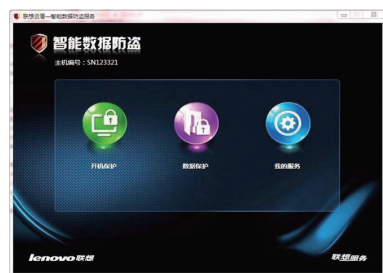 联想云署—智能数据防盗服务
智能数据防盗
主机编号：SN123321
开机保护
数据保护
我的服务
lenovo联想
联想服务